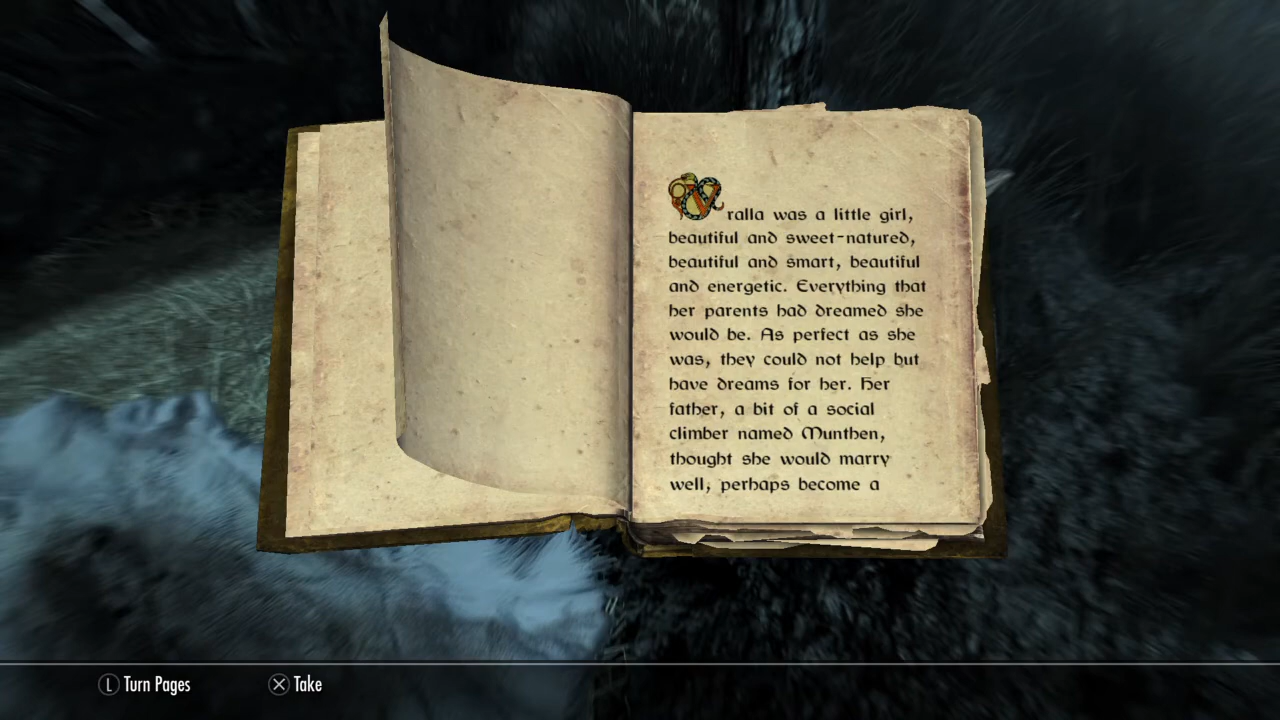 Vralla was a little girl,
beautiful and sweet-natured,
beautiful and smart, beautiful
and energetic. Everything that
her parents had dreamed she
would be. As perfect as she
was, they could not help but
have dreams for her. Her
father, a bit of a social
climber named Munthen,
thought she would marry
well, perhaps become a
L Turn Pages
X Take